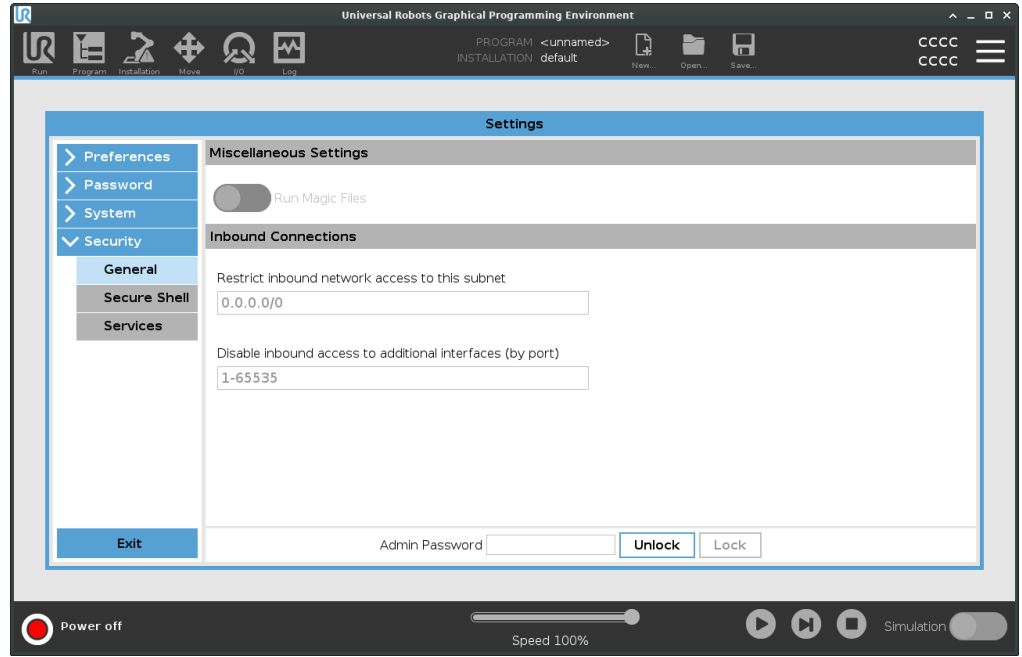 UR
Universal Robots Graphical Programming Environment
UR
Run
Program
Installation
Move
I/O
Log
PROGRAM <unnamed>
INSTALLATION default
New...
Open...
Save...
CCCC
CCCC
Settings
Preferences
Password
System
Security
General
Secure Shell
Services
Exit
Miscellaneous Settings
Run Magic Files
Inbound Connections
Restrict inbound network access to this subnet
0.0.0.0/0
Disable inbound access to additional interfaces (by port)
1-65535
Admin Password
Unlock
Lock
Power off
Speed 100%
Simulation